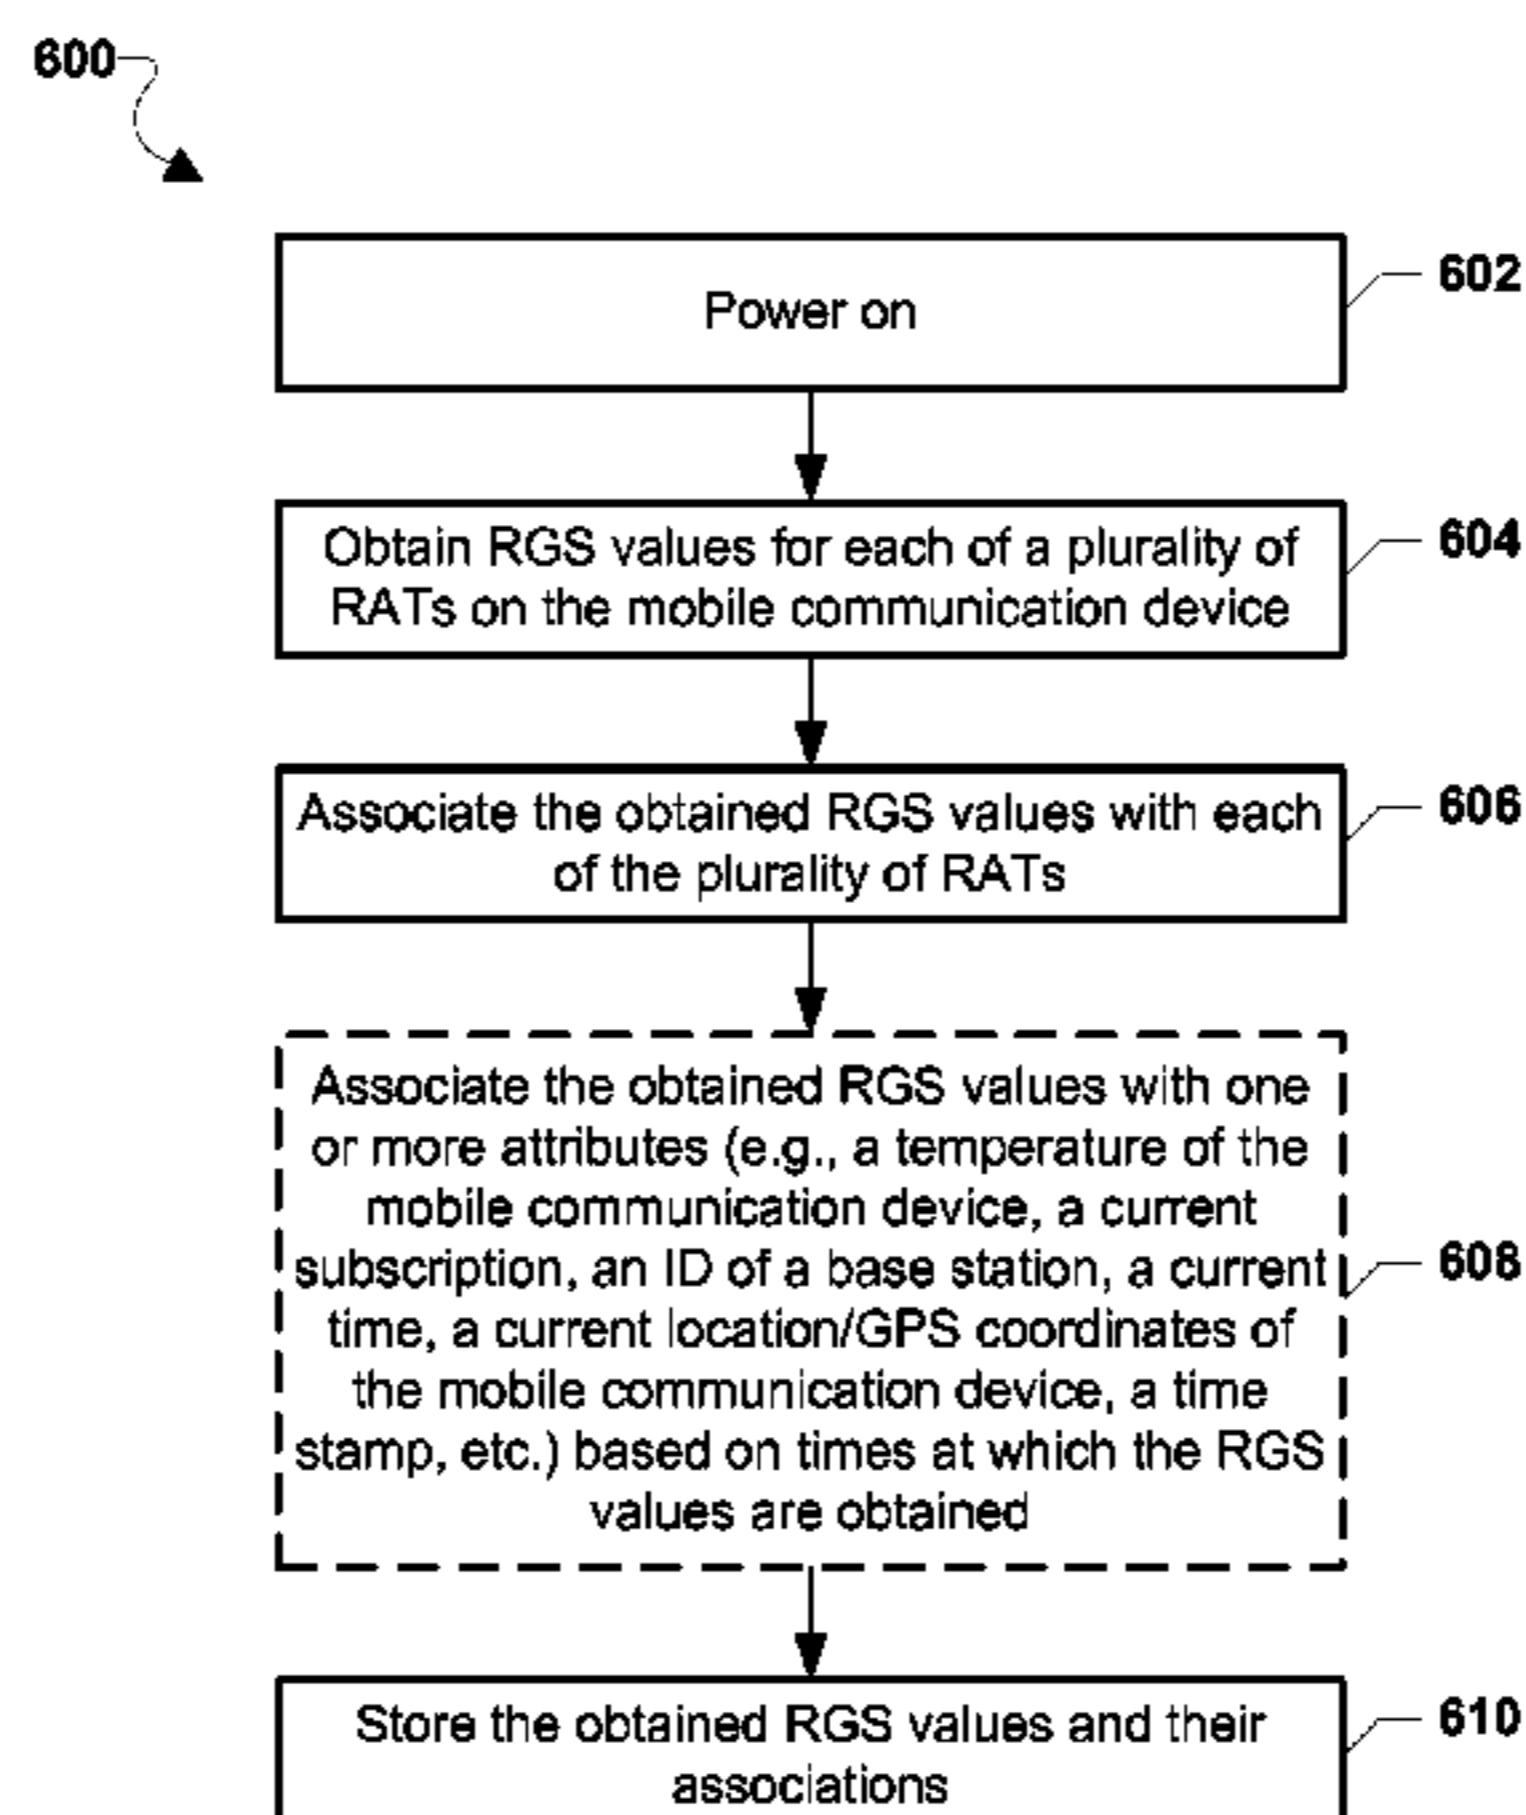 600
Power on
602
Obtain RGS values for each of a plurality of
RATs on the mobile communication device
604
Associate the obtained RGS values with each
of the plurality of RATs
606
Associate the obtained RGS values with one
or more attributes (e.g., a temperature of the
mobile communication device, a current
subscription, an ID of a base station, a current
time, a current location/GPS coordinates of
the mobile communication device, a time
stamp, etc.) based on times at which the RGS
values are obtained
608
Store the obtained RGS values and their
associations
610